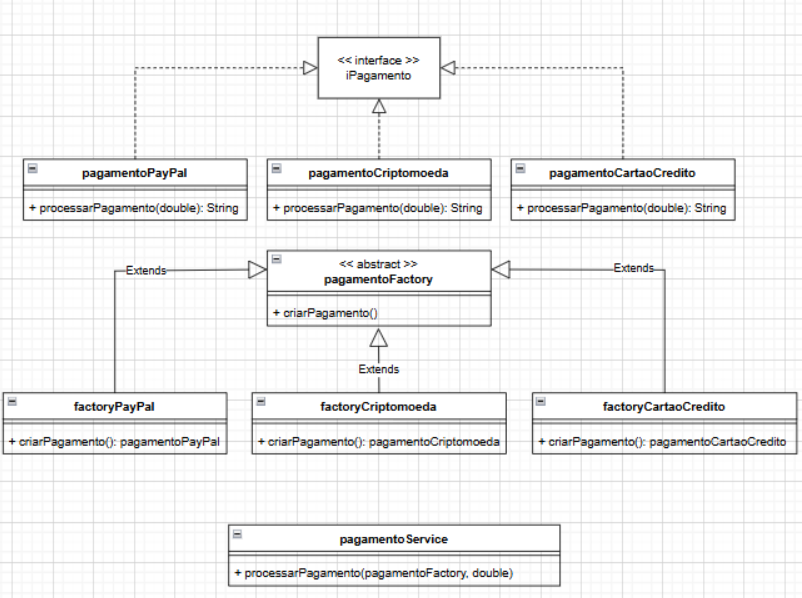 << interface >>
iPagamento
pagamentoPayPal
+ processarPagamento(double): String
pagamentoCriptomoeda
+ processarPagamento(double): String
pagamentoCartaoCredito
+ processarPagamento(double): String
<< abstract >>
pagamentoFactory
+ criarPagamento()
Extends
Extends
Extends
factoryPayPal
+ criarPagamento(): pagamentoPayPal
factoryCriptomoeda
+ criarPagamento(): pagamentoCriptomoeda
factoryCartaoCredito
+ criarPagamento(): pagamentoCartaoCredito
pagamentoService
+ processarPagamento(pagamentoFactory, double)